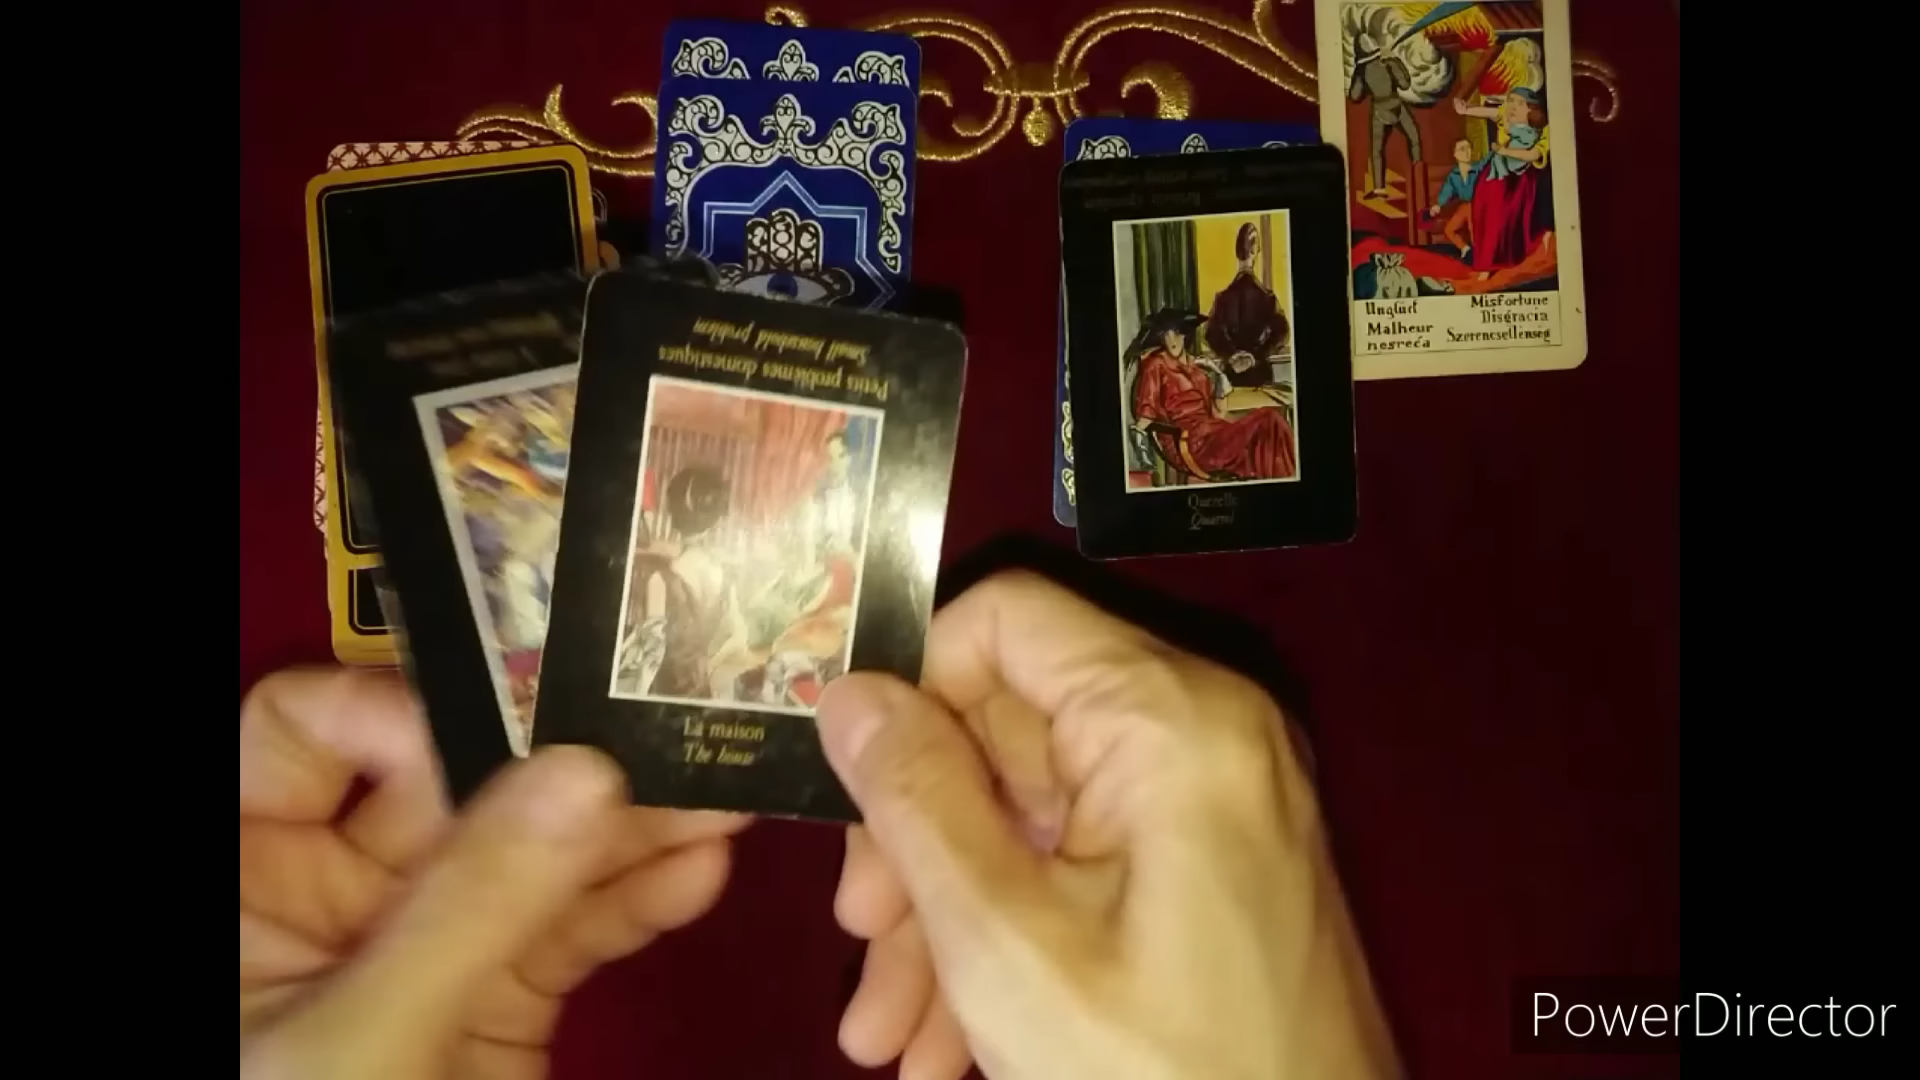 Unglück
Malheur
nesreća
Misfortune
Disgracia
Szerencsétlenség
Querelle
Quarrel
Small household problem
Petits problèmes domestiques
La maison
The house
PowerDirector